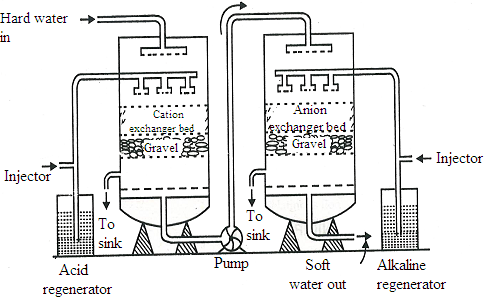 Hard water
in
Cation
exchanger bed
Gravel
Anion
exchanger bed
Gravel
Injector
Injector
To
sink
To
sink
Acid
regenerator
Pump
Soft
water out
Alkaline
regenerator